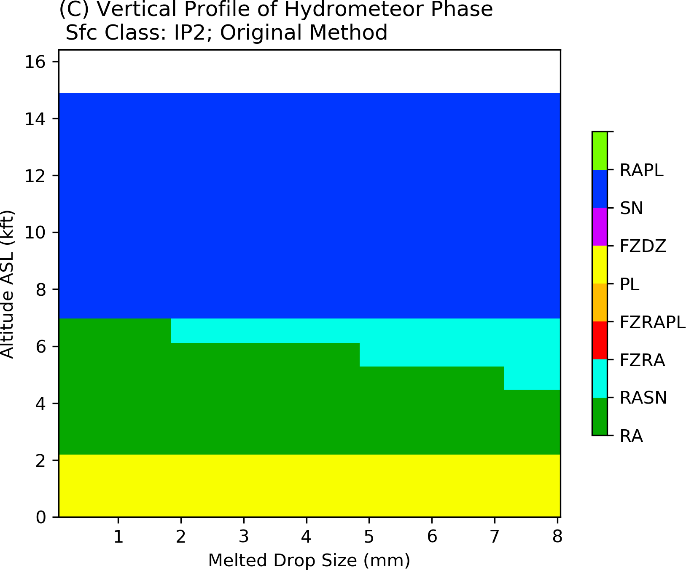 (C) Vertical Profile of Hydrometeor Phase
Sfc Class: IP2; Original Method
Altitude ASL (kft)
16
14
12
10
8
6
4
2
0
1 2 3 4 5 6 7 8
Melted Drop Size (mm)
RAPL
SN
FZDZ
PL
FZRAPL
FZRA
RASN
RA